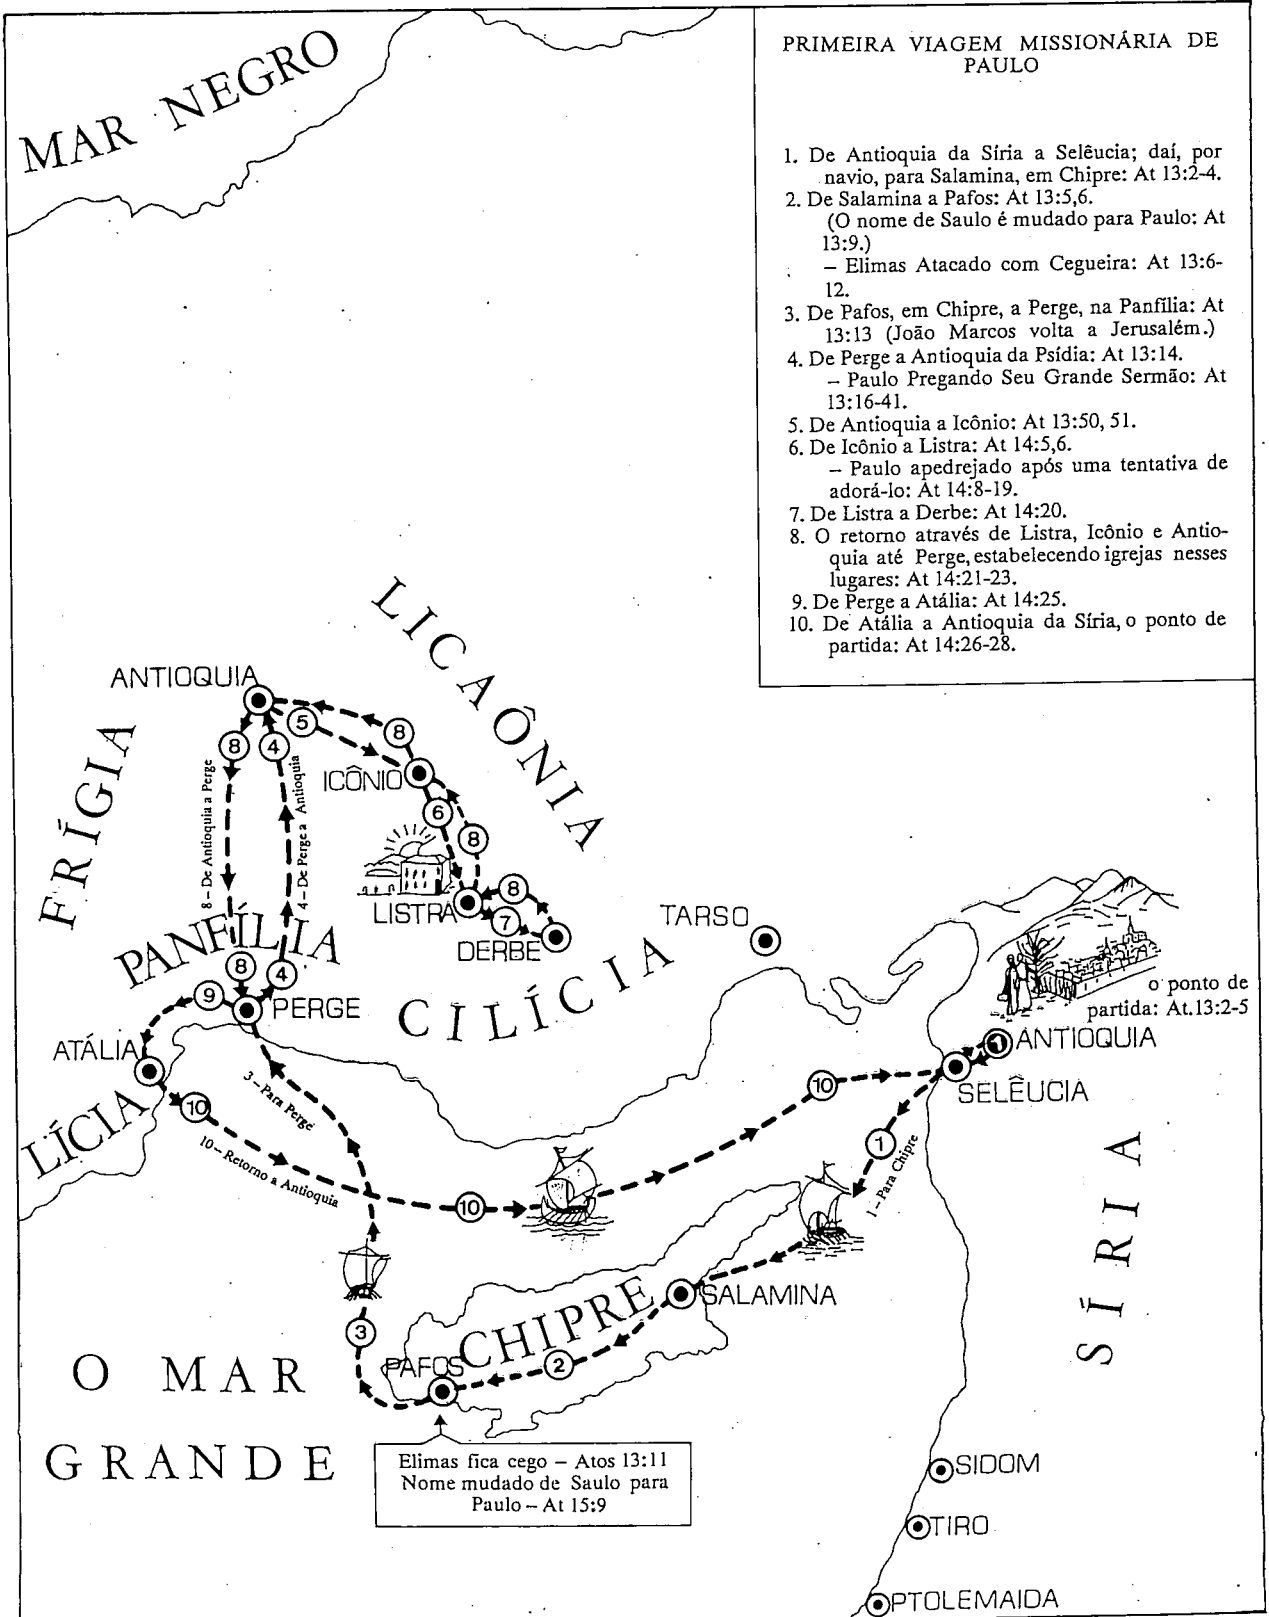 MAR NEGRO
PRIMEIRA VIAGEM MISSIONÁRIA DE
PAULO
1. De Antioquia da Síria a Selêucia; daí, por
navio, para Salamina, em Chipre: At 13:2-4.
2. De Salamina a Pafos: At 13:5,6.
(O nome de Saulo é mudado para Paulo: At
13:9.)
– Elimas Atacado com Cegueira: At 13:6-
12.
3. De Pafos, em Chipre, a Perge, na Panfília: At
13:13 (João Marcos volta a Jerusalém.)
4. De Perge a Antioquia da Psídia: At 13:14.
– Paulo Pregando Seu Grande Sermão: At
13:16-41.
5. De Antioquia a Icônio: At 13:50, 51.
6. De Icônio a Listra: At 14:5,6.
– Paulo apedrejado após uma tentativa de
adorá-lo: At 14:8-19.
7. De Listra a Derbe: At 14:20.
8. O retorno através de Listra, Icônio e Antio-
quia até Perge, estabelecendo igrejas nesses
lugares: At 14:21-23.
9. De Perge a Atália: At 14:25.
10. De Atália a Antioquia da Síria, o ponto de
partida: At 14:26-28.
LICAÔNIA
ANTIOQUIA
5
8
8
4
FRÍGIA
ICÔNIO
8 – De Antioquia a Perge
4 – De Perge a Antioquia
6
8
8
LISTRA
7
DERBE
TARSO
PANFÍLIA
8
4
9
PERGE
CILÍCIA
o ponto de
partida: At.13:2-5
1
ANTIOQUIA
ATÁLIA
SELÊUCIA
LÍCIA
10
3 – Para Perge
10
10 – Retorno a Antioquia
1
1 – Para Chipre
10
SÍRIA
SALAMINA
CHIPRE
3
2
PAFOS
O MAR
GRANDE
Elimas fica cego – Atos 13:11
Nome mudado de Saulo para
Paulo – At 15:9
SIDOM
TIRO
PTOLEMAIDA